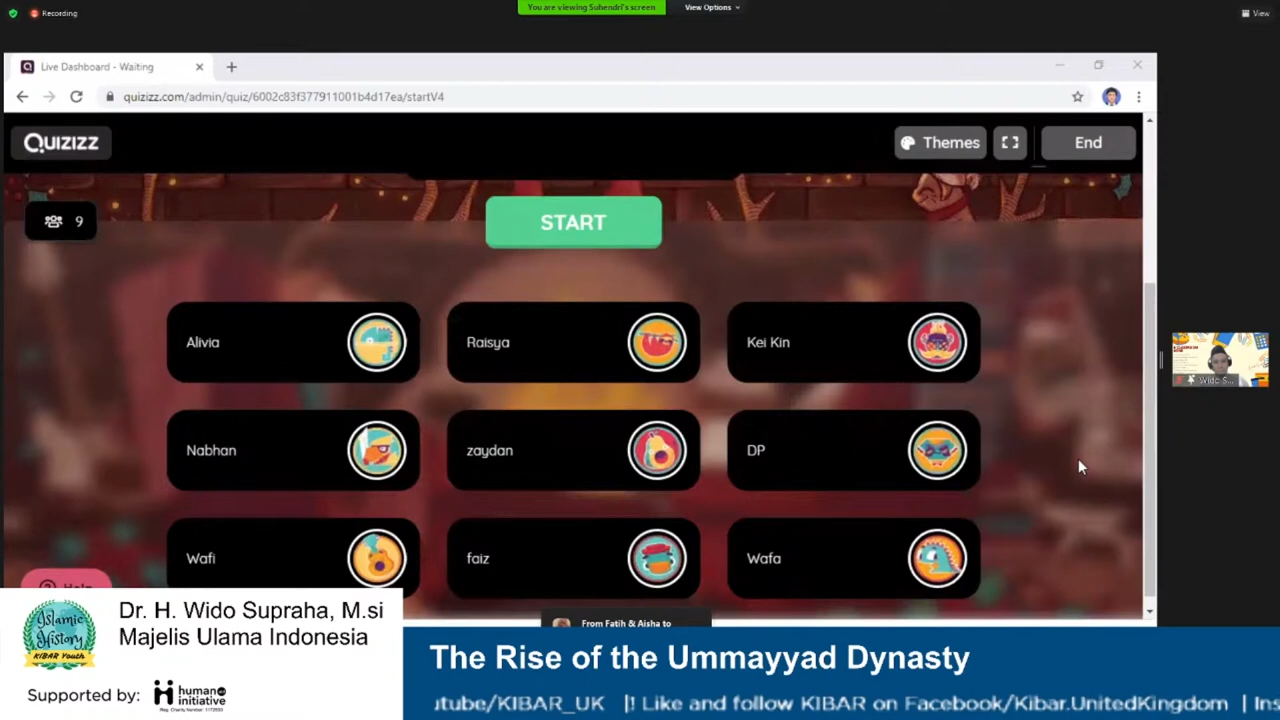 Recording
You are viewing Suhendri's screen
View Options
View
Live Dashboard - Waiting
quizizz.com/admin/quiz/6002c83f377911001b4d17ea/startV4
QUIZIZZ
Themes
End
9
START
Alivia
Raisya
Kei Kin
Nabhan
zaydan
DP
Wafi
faiz
Wafa
Wido S...
Help
From Fatih & Aisha to
Islamic
History
KIBAR Youth
Dr. H. Wido Supraha, M.si
Majelis Ulama Indonesia
Supported by:
human
initiative
The Rise of the Ummayyad Dynasty
utube/KIBAR_UK |! Like and follow KIBAR on Facebook/Kibar.UnitedKingdom | Ins